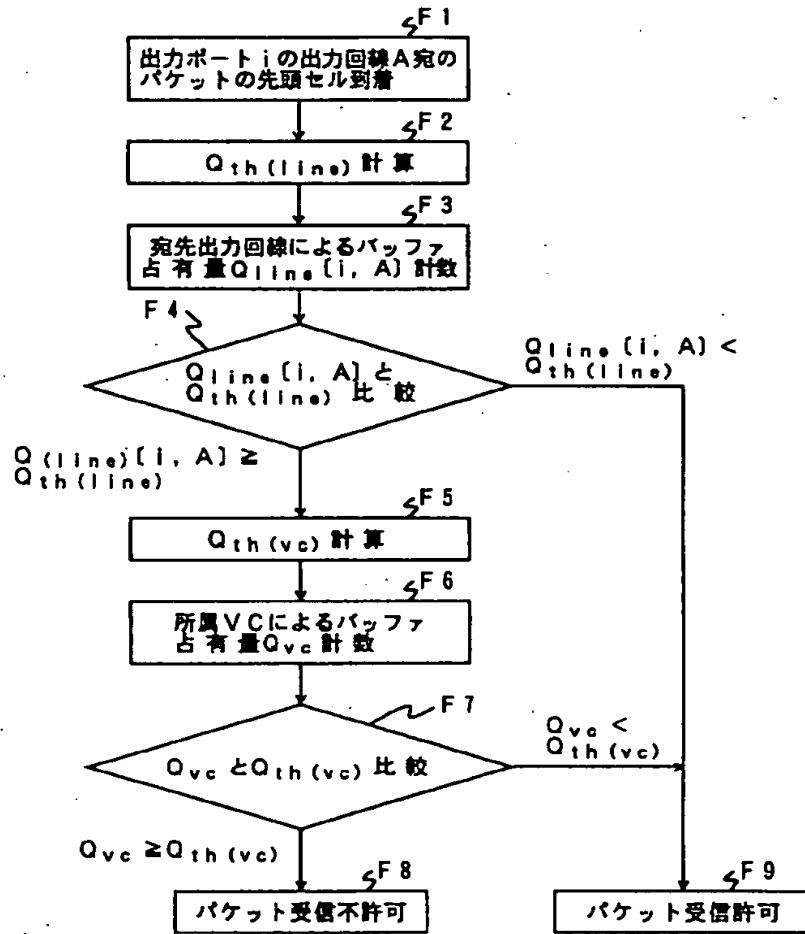 F1
出力ポートiの出力回線A宛の
パケットの先頭セル到着
F2
Qth(line)計算
F3
宛先出力回線によるバッファ
占有量Qline〔i, A〕計数
F4
Qline〔i, A〕と
Qth(line) 比較
Qline〔i, A〕<
Qth(line)
Q(line)〔i, A〕≧
Qth(line)
F5
Qth(vc)計算
F6
所属VCによるバッファ
占有量Qvc計数
F7
QvcとQth(vc)比較
Qvc<
Qth(vc)
Qvc≧Qth(vc)
F8
パケット受信不許可
F9
パケット受信許可